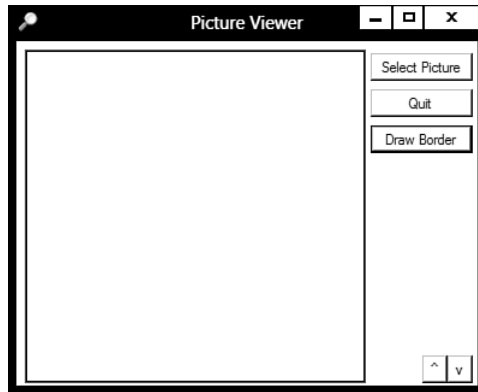 Picture Viewer
Select Picture
Quit
Draw Border
^ v